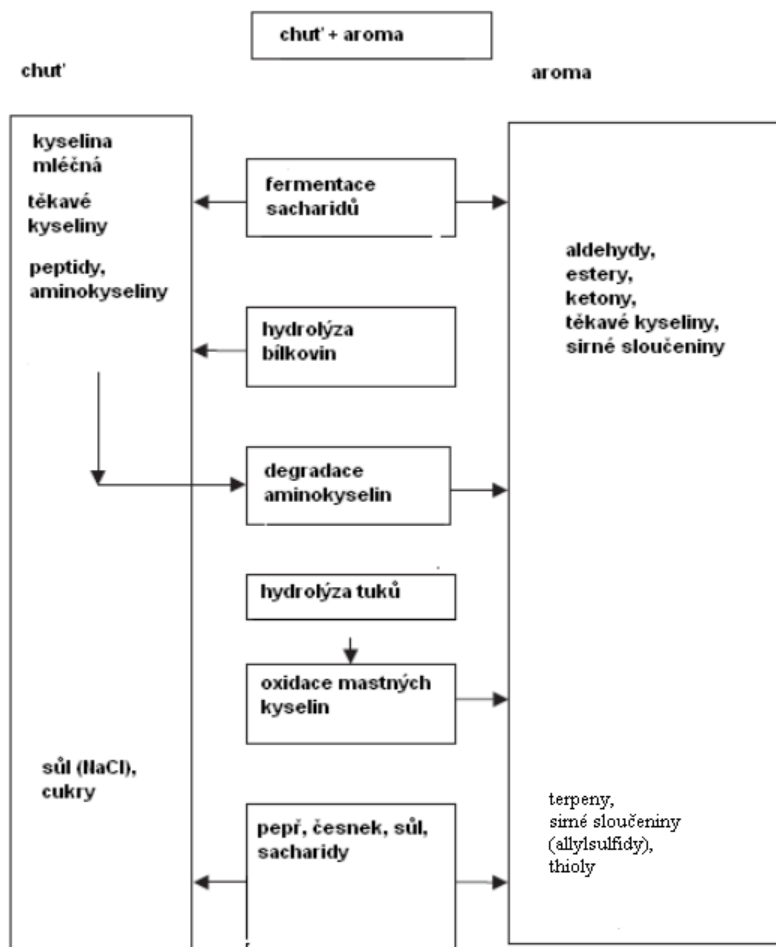 chuť + aroma
chuť
aroma
kyselina
mléčná
těkavé
kyseliny
peptidy,
aminokyseliny
sůl (NaCl),
cukry
fermentace
sacharidů
hydrolýza
bílkovin
degradace
aminokyselin
hydrolýza tuků
oxidace mastných
kyselin
pepř, česnek, sůl,
sacharidy
aldehydy,
estery,
ketony,
těkavé kyseliny,
sirné sloučeniny
terpeny,
sirné sloučeniny
(allylsulfidy),
thioly